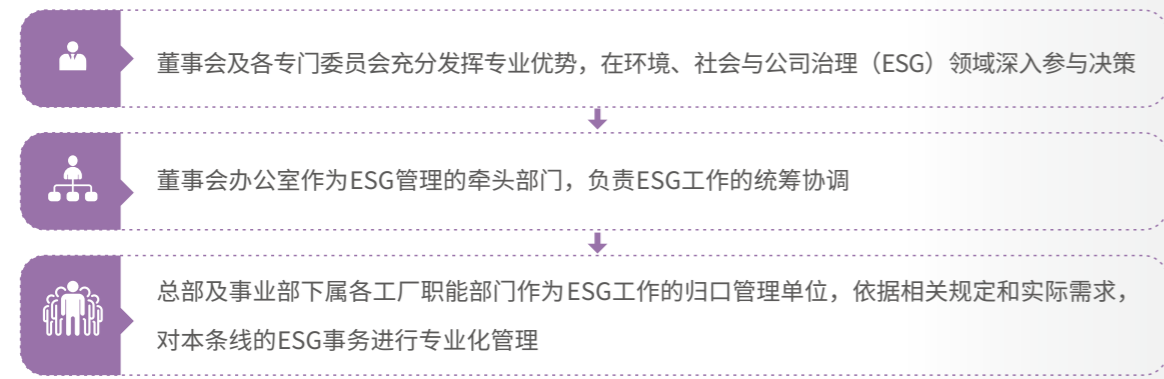 董事会及各专门委员会充分发挥专业优势，在环境、社会与公司治理（ESG）领域深入参与决策
董事会办公室作为ESG管理的牵头部门，负责ESG工作的统筹协调
总部及事业部下属各工厂职能部门作为ESG工作的归口管理单位，依据相关规定和实际需求，
对本条线的ESG事务进行专业化管理